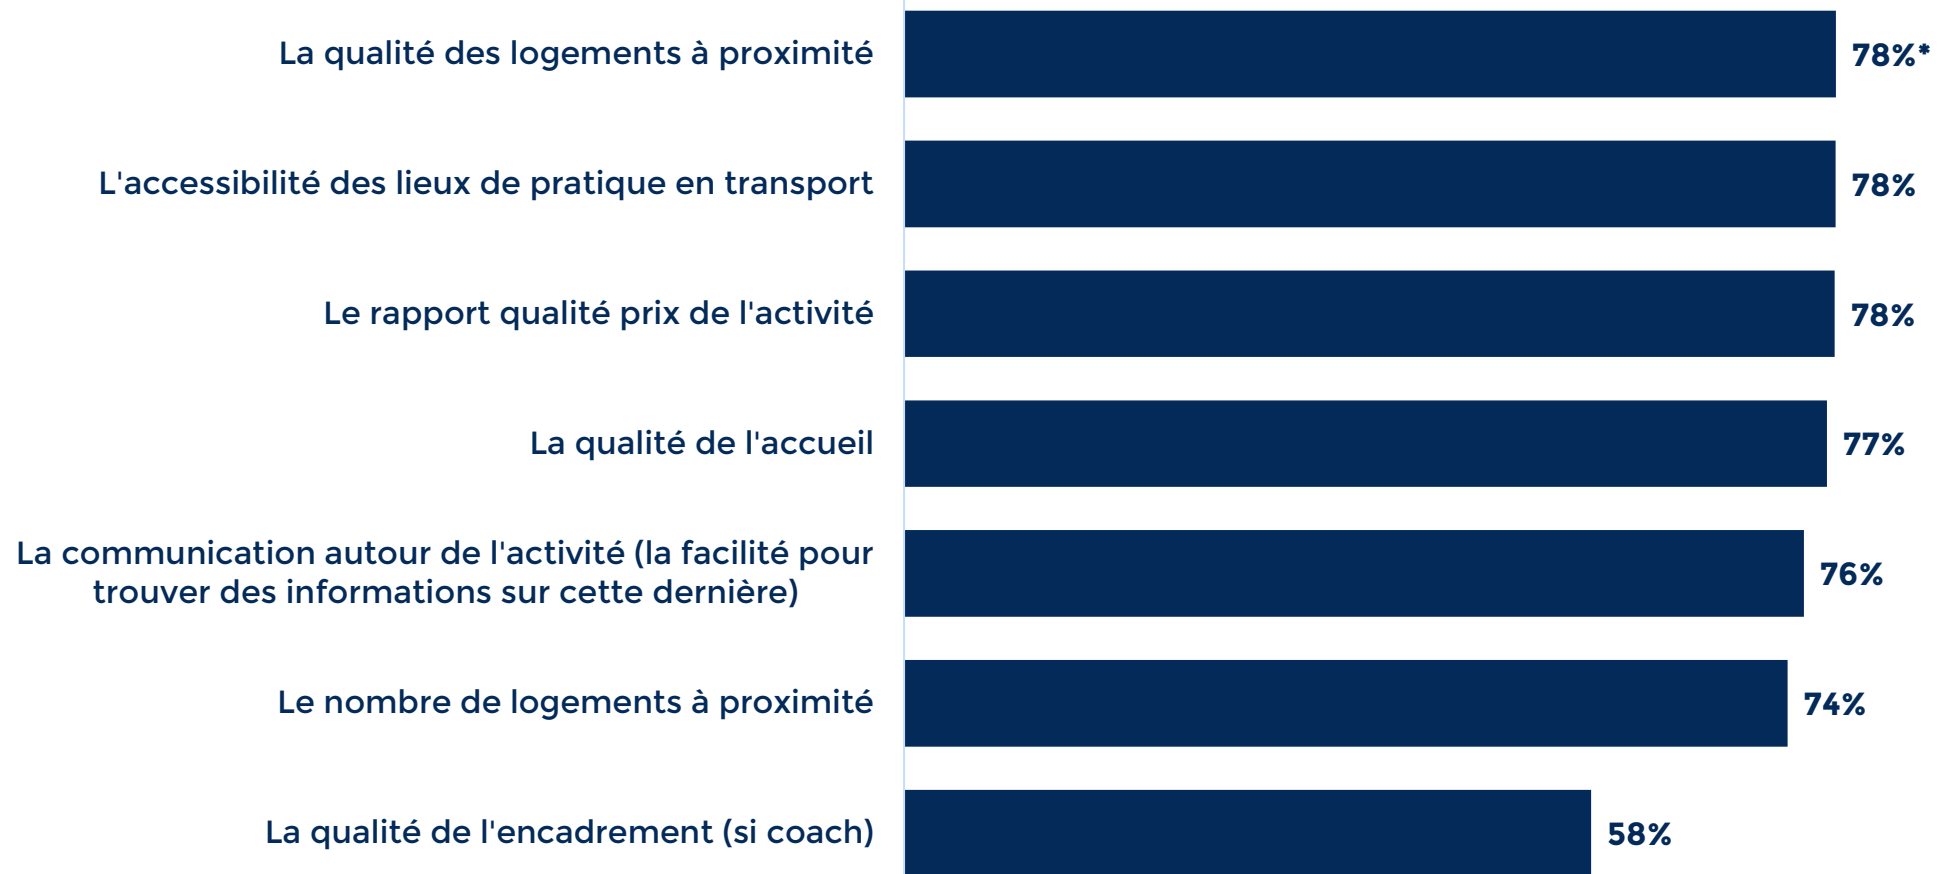 La qualité des logements à proximité
78%*
L'accessibilité des lieux de pratique en transport
78%
Le rapport qualité prix de l'activité
78%
La qualité de l'accueil
77%
La communication autour de l'activité (la facilité pour
trouver des informations sur cette dernière)
76%
Le nombre de logements à proximité
74%
La qualité de l'encadrement (si coach)
58%